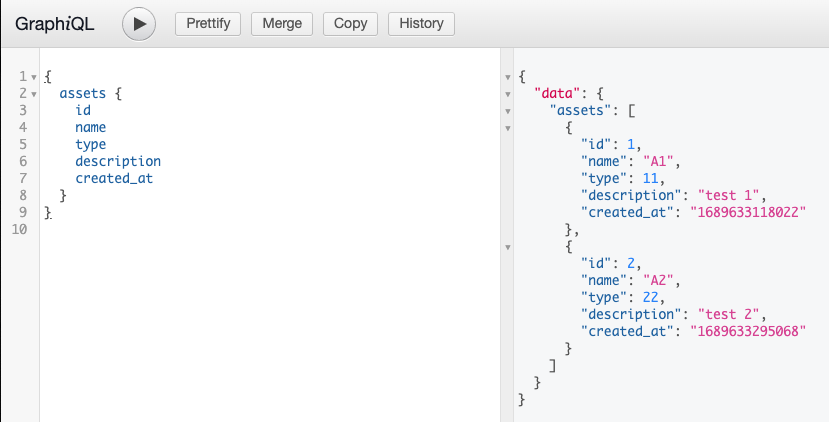 GraphiQL Prettify Merge Copy History
1 {
2 assets {
3 id
4 name
5 type
6 description
7 created_at
8 }
9 }
10
{
"data": {
"assets": [
{
"id": 1,
"name": "A1",
"type": 11,
"description": "test 1",
"created_at": "1689633118022"
},
{
"id": 2,
"name": "A2",
"type": 22,
"description": "test 2",
"created_at": "1689633295068"
}
]
}
}